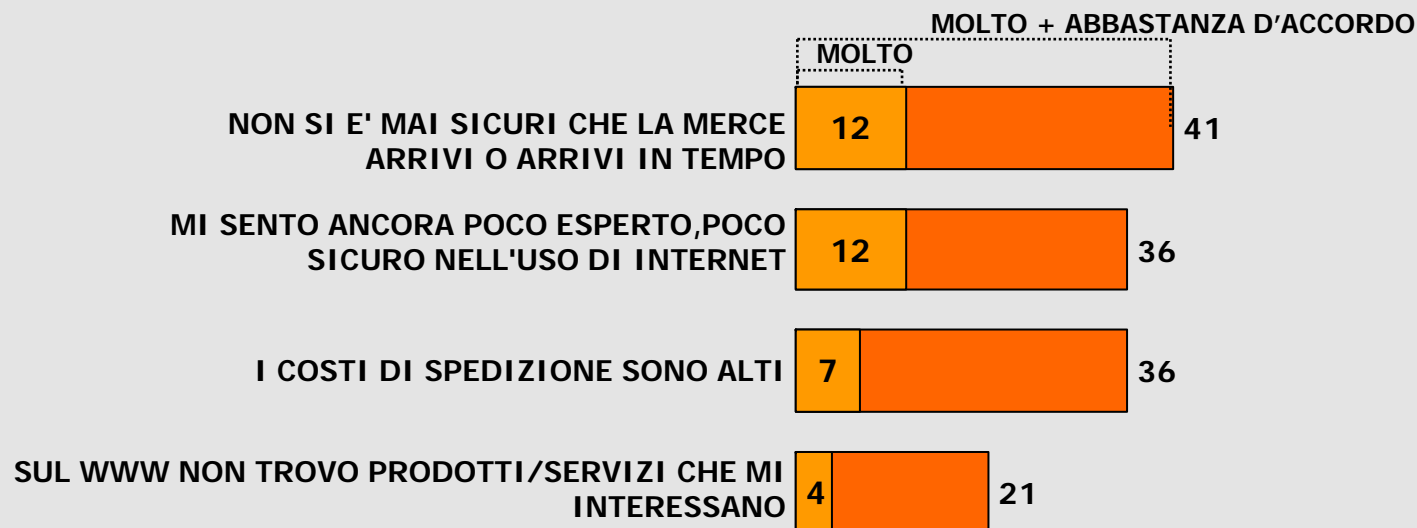 MOLTO + ABBASTANZA D’ACCORDO
MOLTO
NON SI E' MAI SICURI CHE LA MERCE
ARRIVI O ARRIVI IN TEMPO
12
41
MI SENTO ANCORA POCO ESPERTO,POCO
SICURO NELL'USO DI INTERNET
12
36
I COSTI DI SPEDIZIONE SONO ALTI
7
36
SUL WWW NON TROVO PRODOTTI/SERVIZI CHE MI
INTERESSANO
4
21